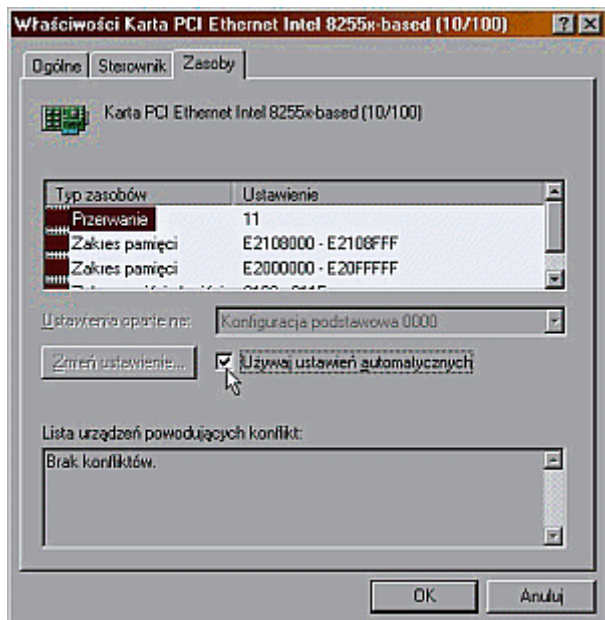 Właściwości Karta PCI Ethernet Intel 8255x-based (10/100)
Ogólne Sterownik Zasoby
Karta PCI Ethernet Intel 8255x-based (10/100)
Typ zasobów Ustawienie
Przerwanie 11
Zakres pamięci E2108000 - E2108FFF
Zakres pamięci E2000000 - E20FFFFF
Ustawienia oparte na: Konfiguracja podstawowa 0000
Zmień ustawienie... Używaj ustawień automatycznych
Lista urządzeń powodujących konflikt:
Brak konfliktów.
OK Anuluj